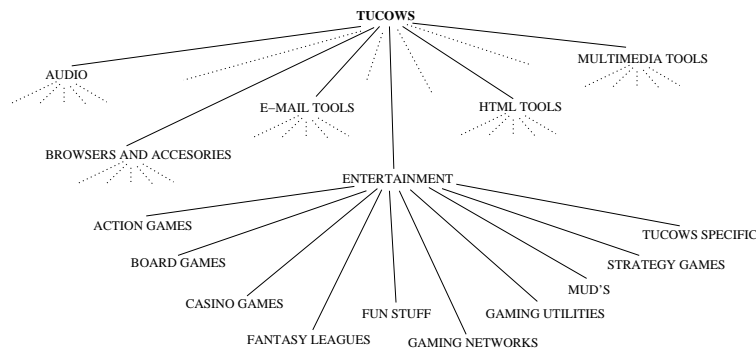 TUCOWS
MULTIMEDIA TOOLS
AUDIO
E–MAIL TOOLS
HTML TOOLS
BROWSERS AND ACCESORIES
ENTERTAINMENT
ACTION GAMES
TUCOWS SPECIFIC
BOARD GAMES
STRATEGY GAMES
MUD'S
CASINO GAMES
FUN STUFF
GAMING UTILITIES
FANTASY LEAGUES
GAMING NETWORKS